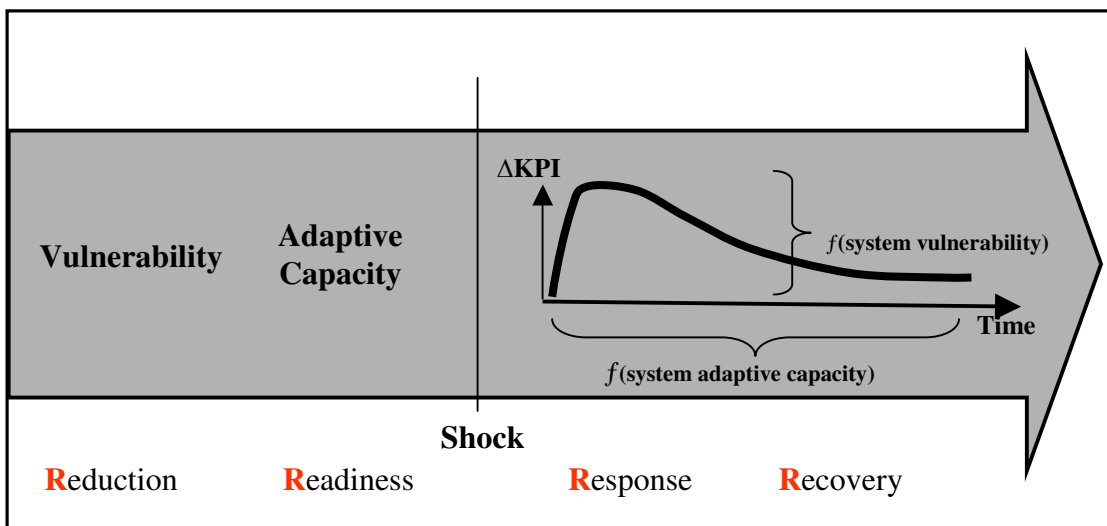 ΔKPI
Vulnerability
Adaptive
Capacity
f(system vulnerability)
Time
f(system adaptive capacity)
Shock
Reduction
Readiness
Response
Recovery